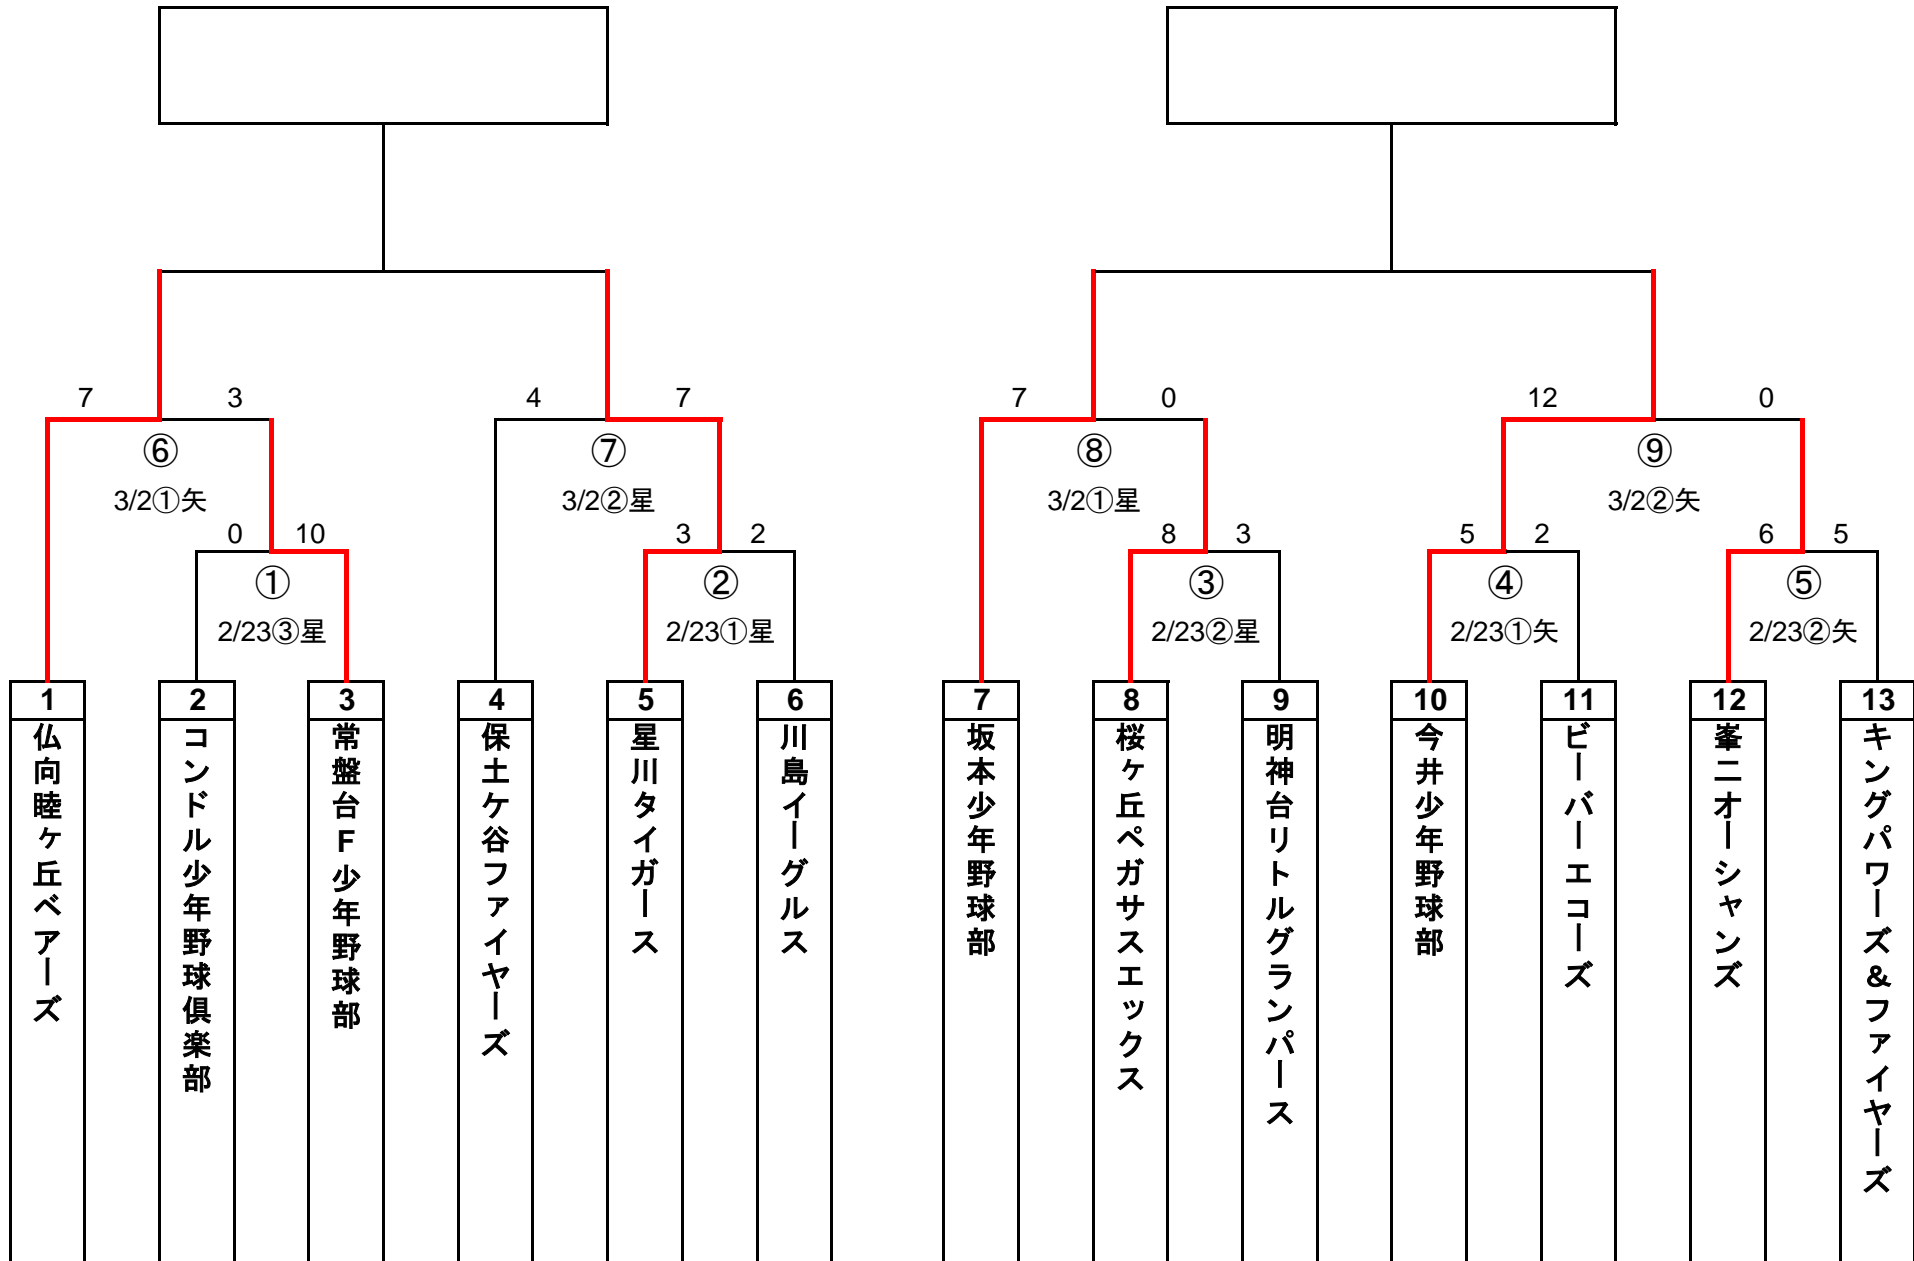 7 3 4 7 7 0 12 0
⑥ ⑦ ⑧ ⑨
3/2①矢 3/2②星 3/2①星 3/2②矢
0 10 3 2 8 3 5 2 6 5
① ② ③ ④ ⑤
2/23③星 2/23①星 2/23②星 2/23①矢 2/23②矢
1 2 3 4 5 6 7 8 9 10 11 12 13
仏向睦ヶ丘ベアーズ
コンドル少年野球倶楽部
常盤台F少年野球部
保土ケ谷ファイヤーズ
星川タイガース
川島イーグルス
坂本少年野球部
桜ヶ丘ペガサスエックス
明神台リトルグランパース
今井少年野球部
ビーバーエコーズ
峯二オーシャンズ
キングパワーズ&ファイヤーズ